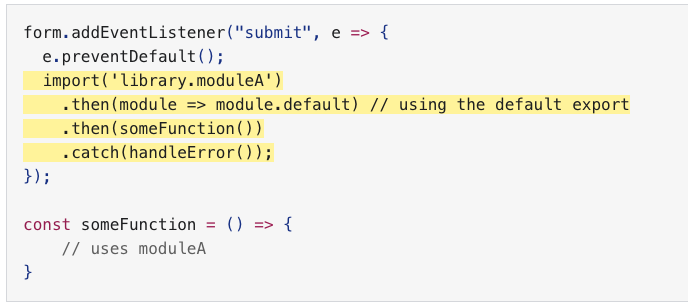 form.addEventListener("submit", e => {
  e.preventDefault();
  import('library.moduleA')
    .then(module => module.default) // using the default export
    .then(someFunction())
    .catch(handleError());
});

const someFunction = () => {
    // uses moduleA
}